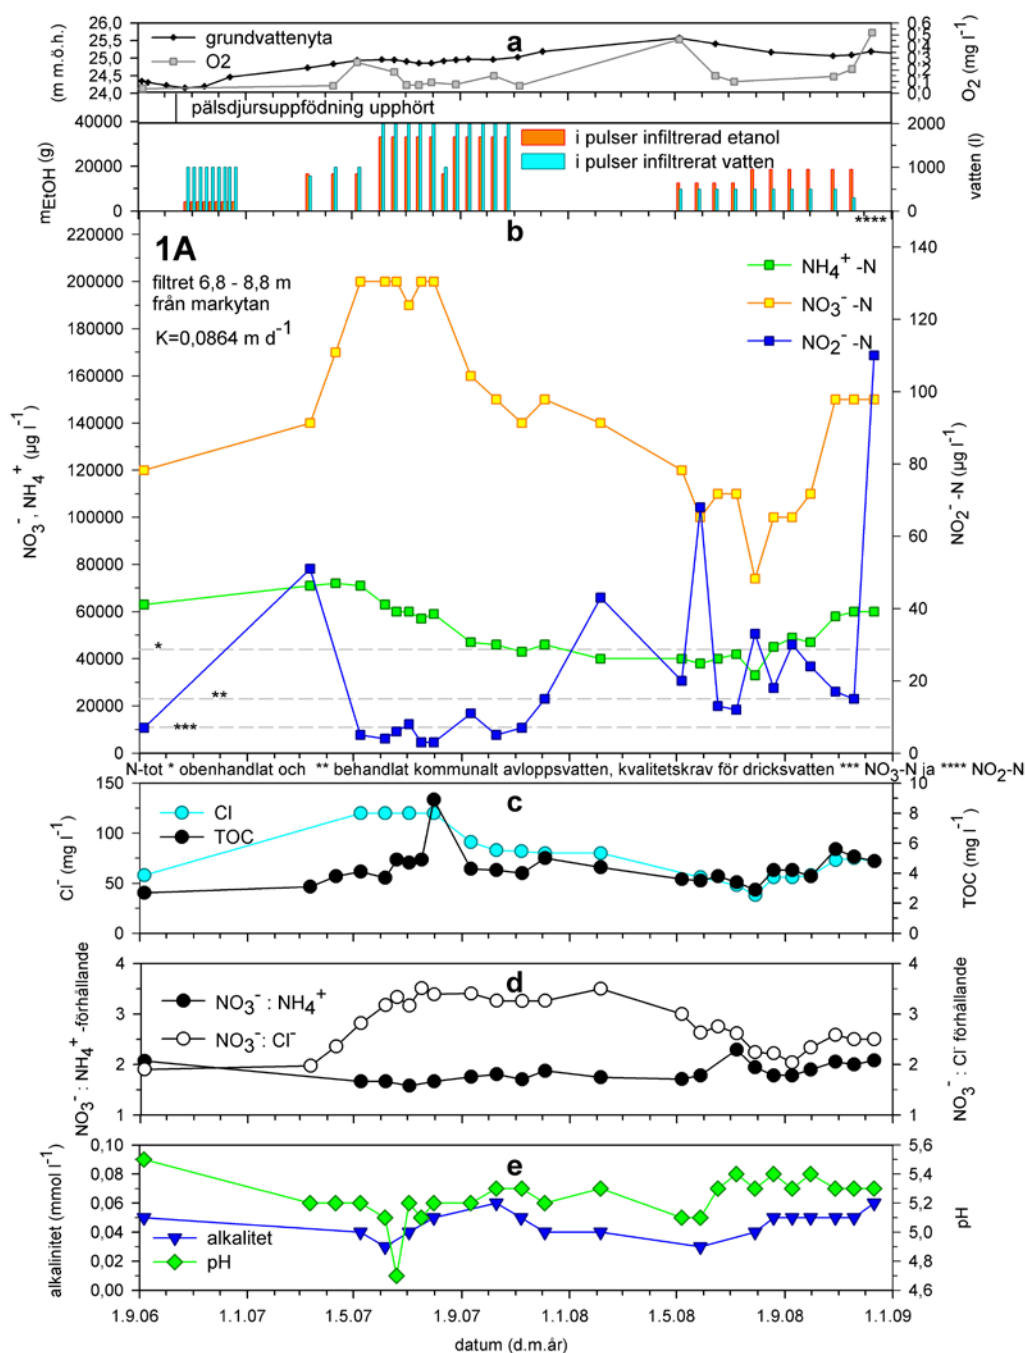 26,0
25,5
25,0
24,5
24,0
(m m.ö.h.)
grundvattenyta
O2
a
0,6
0,5
0,4
0,3
0,2
0,1
0,0
O2 (mg l-1)
pälsdjursuppfödning upphört
40000
20000
0
mEtOH (g)
i pulser infiltrerad etanol
i pulser infiltrerat vatten
2000
1000
0
vatten (l)
****
b
1A
filtret 6,8 - 8,8 m
från markytan
K=0,0864 m d-1
NH4+ -N
NO3- -N
NO2- -N
220000
200000
180000
160000
140000
120000
100000
80000
60000
40000
20000
0
NO3-, NH4+ (µg l-1)
140
120
100
80
60
40
20
0
NO2- -N (µg l-1)
*
**
***
N-tot * obenhandlat och ** behandlat kommunalt avloppsvatten, kvalitetskrav för dricksvatten *** NO3-N ja **** NO2-N
150
100
50
0
Cl- (mg l-1)
c
Cl
TOC
10
8
6
4
2
0
TOC (mg l-1)
4
3
2
1
NO3- : NH4+ -förhållande
d
NO3- : NH4+
NO3-: Cl-
4
3
2
1
NO3- : Cl- förhållande
0,10
0,08
0,06
0,04
0,02
0,00
alkalinitet (mmol l-1)
e
alkalitet
pH
5,6
5,4
5,2
5,0
4,8
4,6
pH
1.9.06
1.1.07
1.5.07
1.9.07
1.1.08
1.5.08
1.9.08
1.1.09
datum (d.m.år)